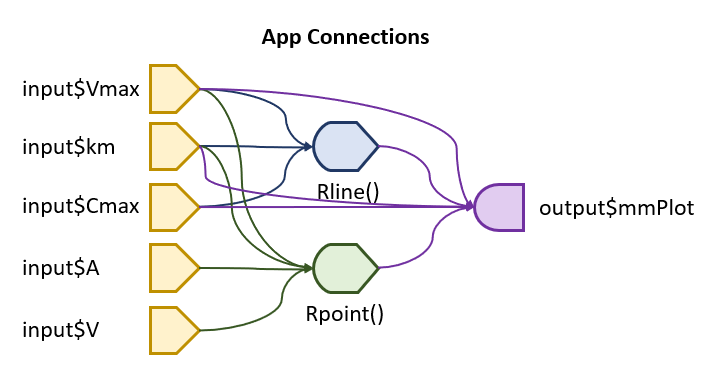 App Connections
input$Vmax
input$km
Rline()
input$Cmax
output$mmPlot
input$A
Rpoint()
input$V